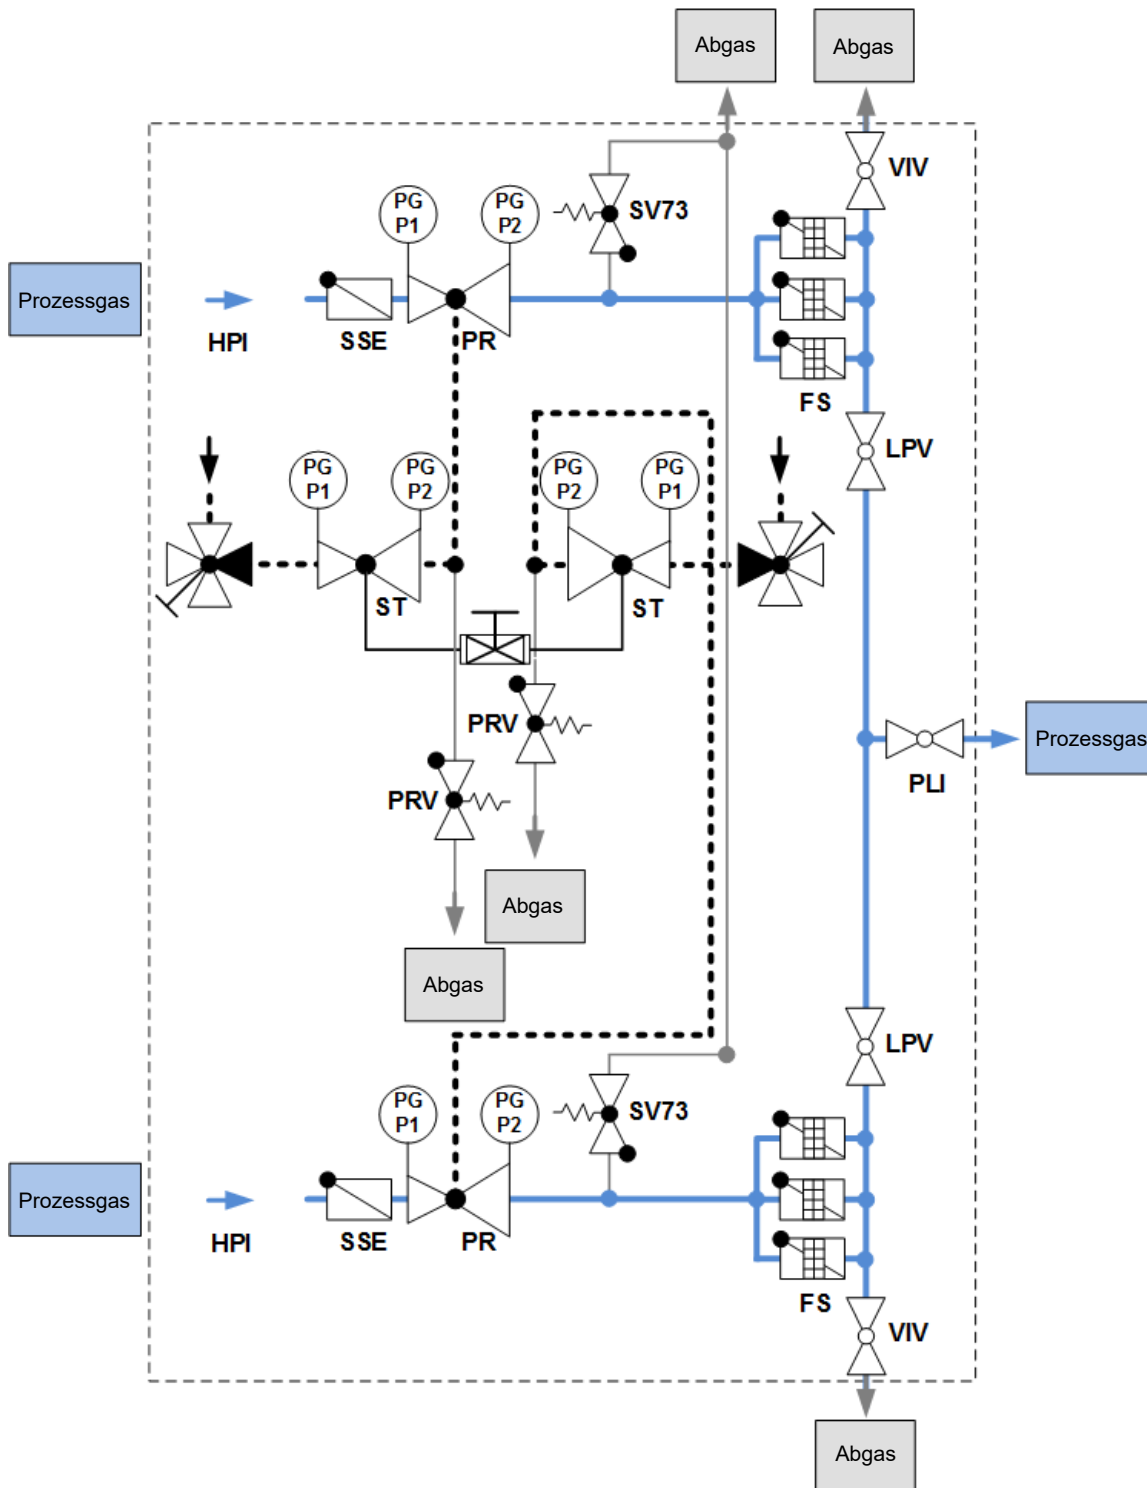 Abgas
Abgas
VIV
PG
P1
PG
P2
SV73
Prozessgas
HPI
SSE
PR
FS
LPV
PG
P1
PG
P2
PG
P2
PG
P1
ST
ST
PRV
PRV
Prozessgas
PLI
Abgas
Abgas
LPV
PG
P1
PG
P2
SV73
Prozessgas
HPI
SSE
PR
FS
VIV
Abgas